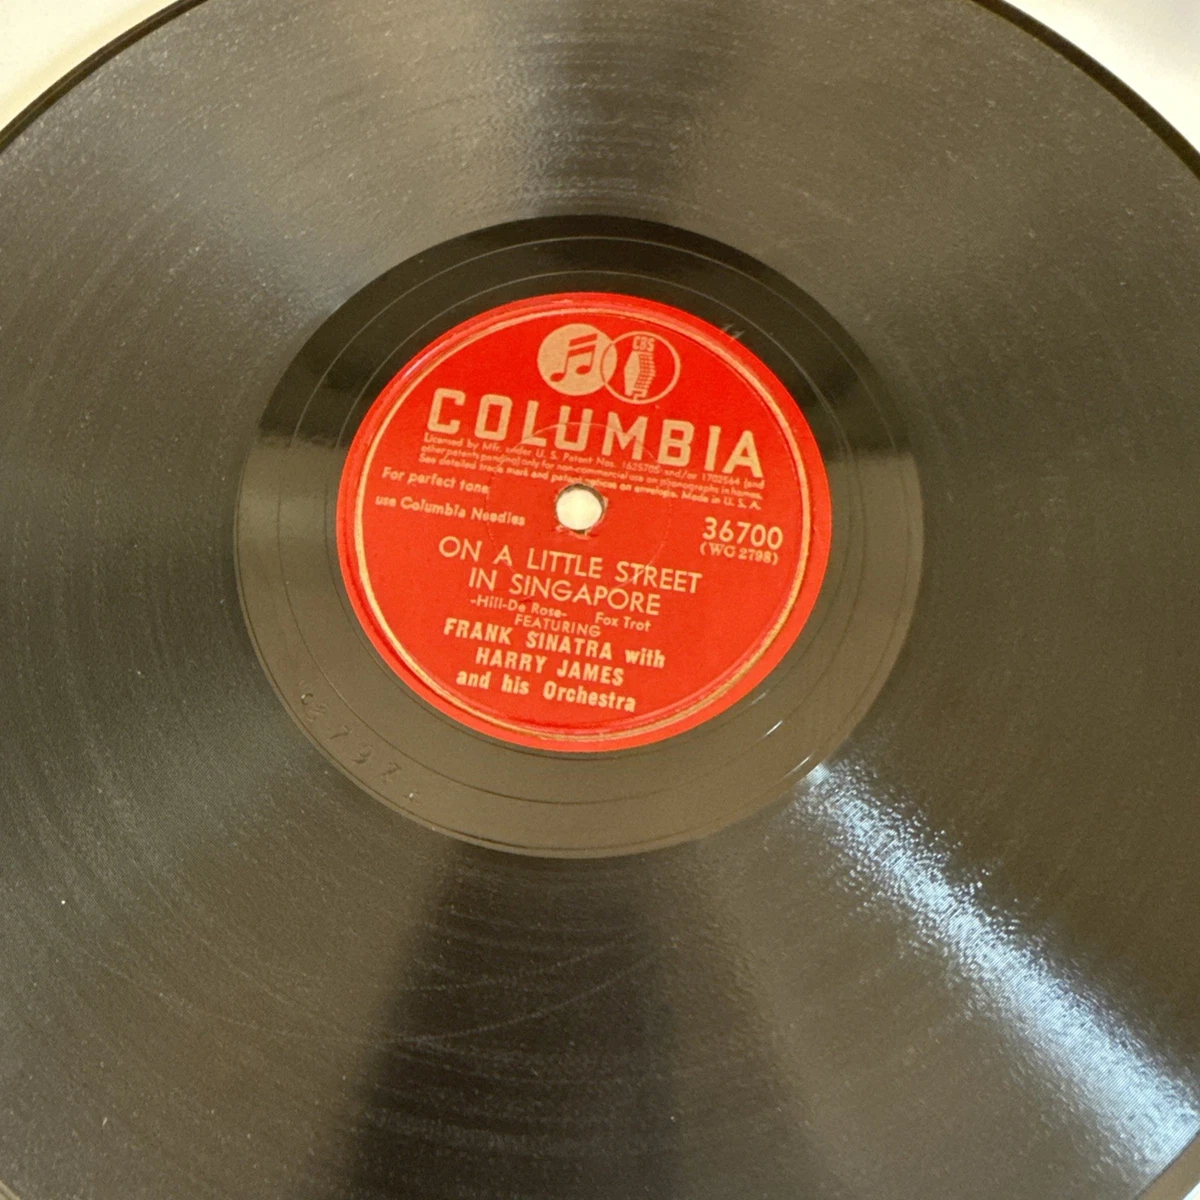 CBS
COLUMBIA
Licensed by Mfr. under U. S. Patent Nos. 1625705 and/or 1702564 (and
other patents pending) only for non-commercial use on phonographs in homes.
See detailed trade mark and patent notices on envelope. Made in U. S. A.
For perfect tone
use Columbia Needles
36700
(WC 2798)
ON A LITTLE STREET
IN SINGAPORE
-Hill-De Rose- Fox Trot
FEATURING
FRANK SINATRA with
HARRY JAMES
and his Orchestra